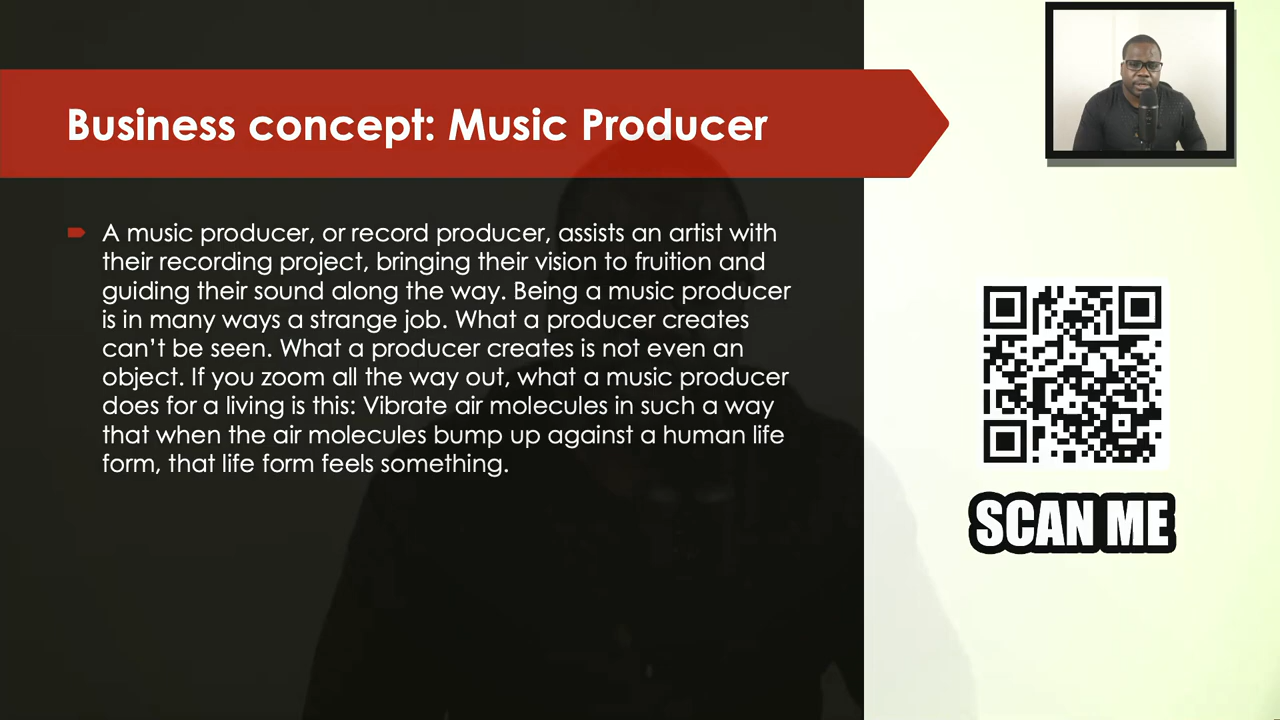 Business concept: Music Producer
A music producer, or record producer, assists an artist with
their recording project, bringing their vision to fruition and
guiding their sound along the way. Being a music producer
is in many ways a strange job. What a producer creates
can’t be seen. What a producer creates is not even an
object. If you zoom all the way out, what a music producer
does for a living is this: Vibrate air molecules in such a way
that when the air molecules bump up against a human life
form, that life form feels something.
SCAN ME